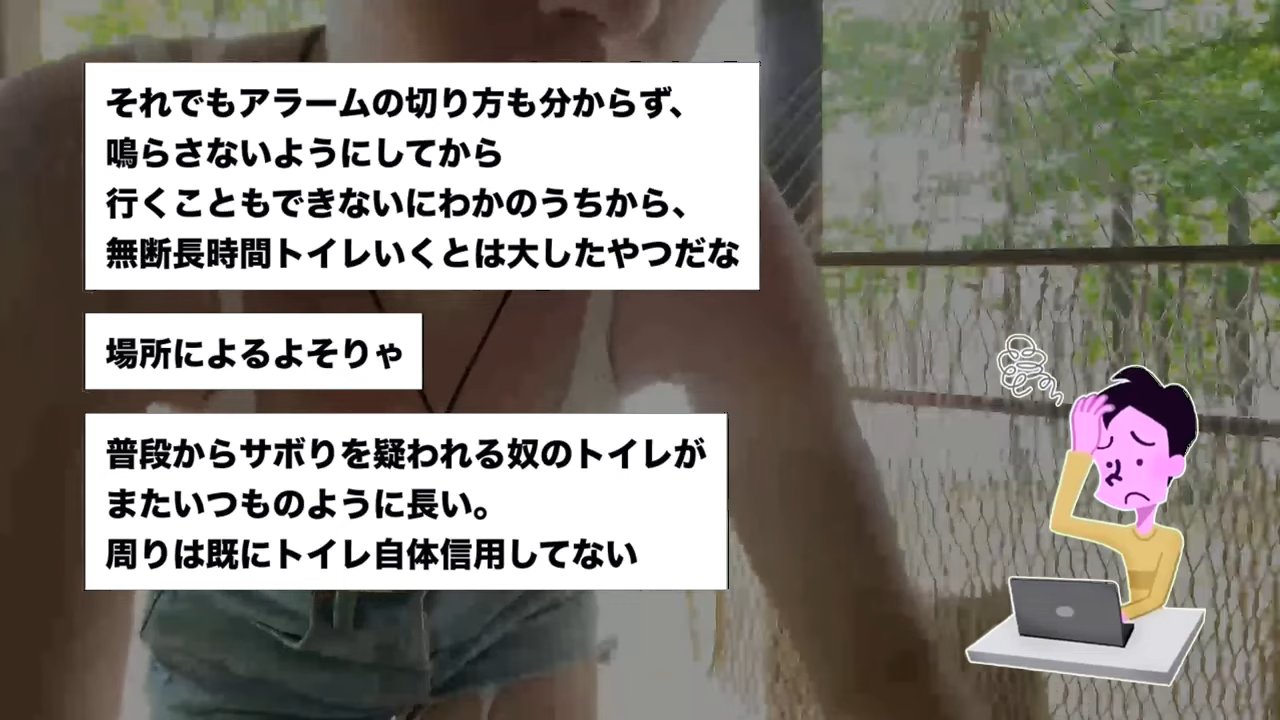 それでもアラームの切り方も分からず、
鳴らさないようにしてから
行くこともできないにわかのうちから、
無断長時間トイレいくとは大したやつだな
場所によるよそりゃ
普段からサボりを疑われる奴のトイレが
またいつものように長い。
周りは既にトイレ自体信用してない